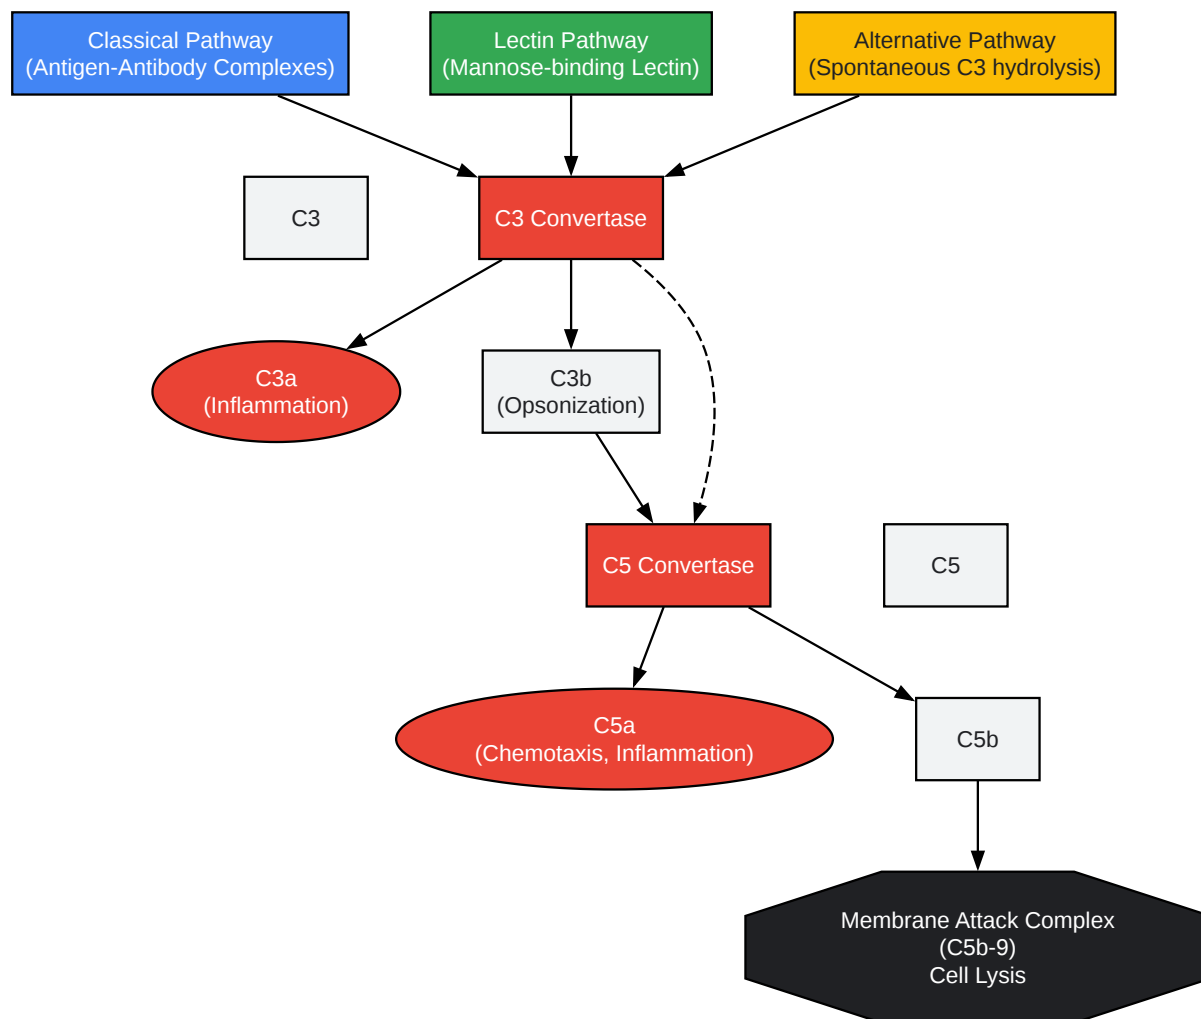 Classical Pathway
(Antigen-Antibody Complexes)
Lectin Pathway
(Mannose-binding Lectin)
Alternative Pathway
(Spontaneous C3 hydrolysis)
C3
C3 Convertase
C3a
(Inflammation)
C3b
(Opsonization)
C5 Convertase
C5
C5a
(Chemotaxis, Inflammation)
C5b
Membrane Attack Complex
(C5b-9)
Cell Lysis